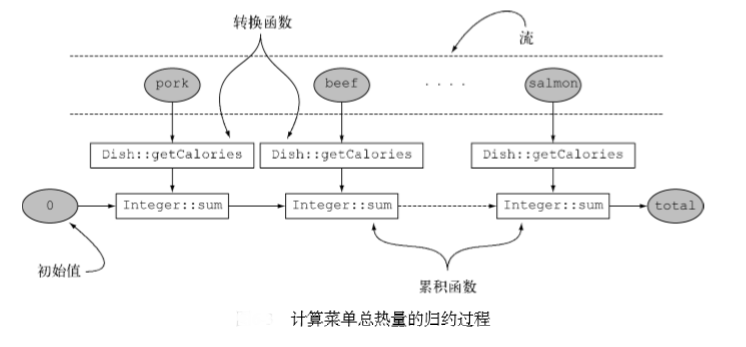 转换函数
流
pork
beef
....
salmon
Dish::getCalories
Dish::getCalories
Dish::getCalories
0
Integer::sum
Integer::sum
Integer::sum
total
初始值
累积函数
计算菜单总热量的归约过程